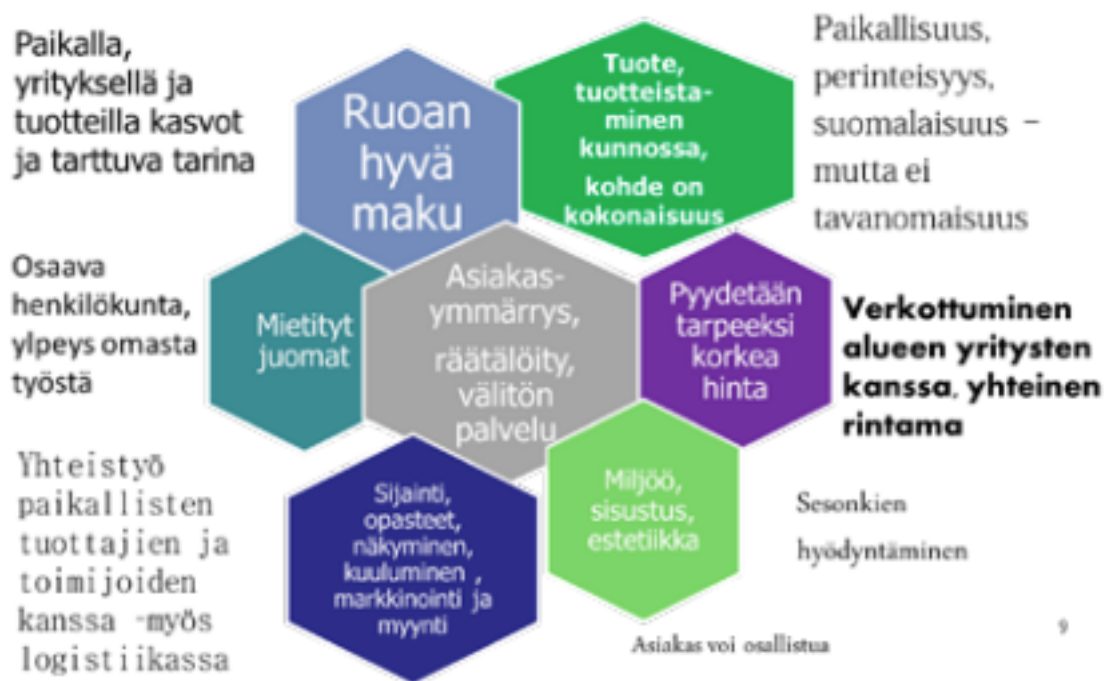 Paikalla,
yrityksellä ja
tuotteilla kasvot
ja tarttuva tarina
Ruoan
hyvä
maku
Tuote,
tuotteista-
minen
kunnossa,
kohde on
kokonaisuus
Paikallisuus,
perinteisyys,
suomalaisuus –
mutta ei
tavanomaisuus
Osaava
henkilökunta,
ylpeys omasta
työstä
Mietityt
juomat
Asiakas-
ymmärrys,
räätälöity,
välitön
palvelu
Pyydetään
tarpeeksi
korkea
hinta
Verkottuminen
alueen yritysten
kanssa, yhteinen
rintama
Yhteistyö
paikallisten
tuottajien ja
toimijoiden
kanssa -myös
logistiikassa
Sijainti,
opasteet,
näkyminen,
kuuluminen ,
markkinointi ja
myynti
Miljöö,
sisustus,
estetiikka
Sesonkien
hyödyntäminen
Asiakas voi osallistua
9